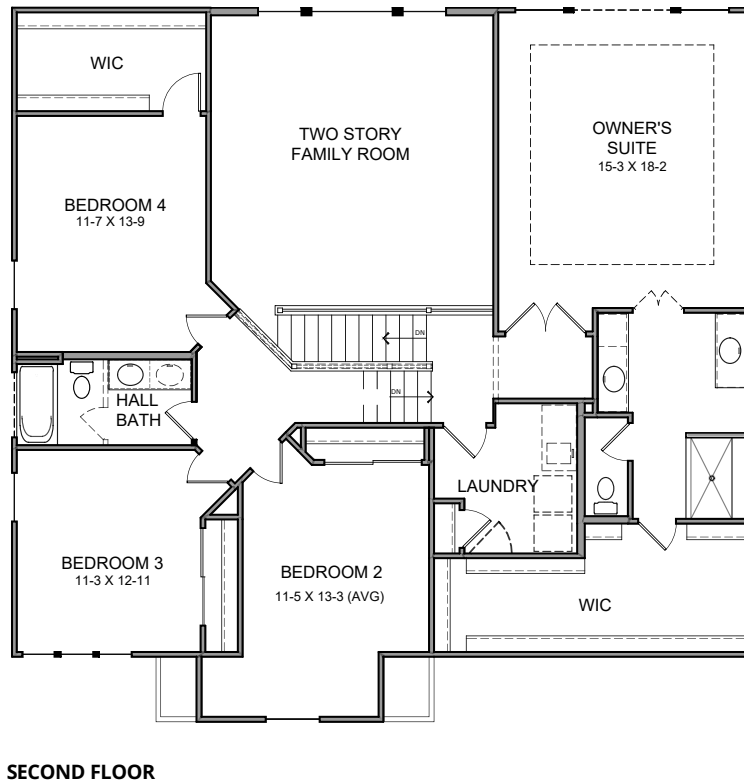 WIC
TWO STORY
FAMILY ROOM
OWNER'S
SUITE
15-3 X 18-2
BEDROOM 4
11-7 X 13-9
DN
DN
HALL
BATH
LAUNDRY
BEDROOM 3
11-3 X 12-11
BEDROOM 2
11-5 X 13-3 (AVG)
WIC
SECOND FLOOR